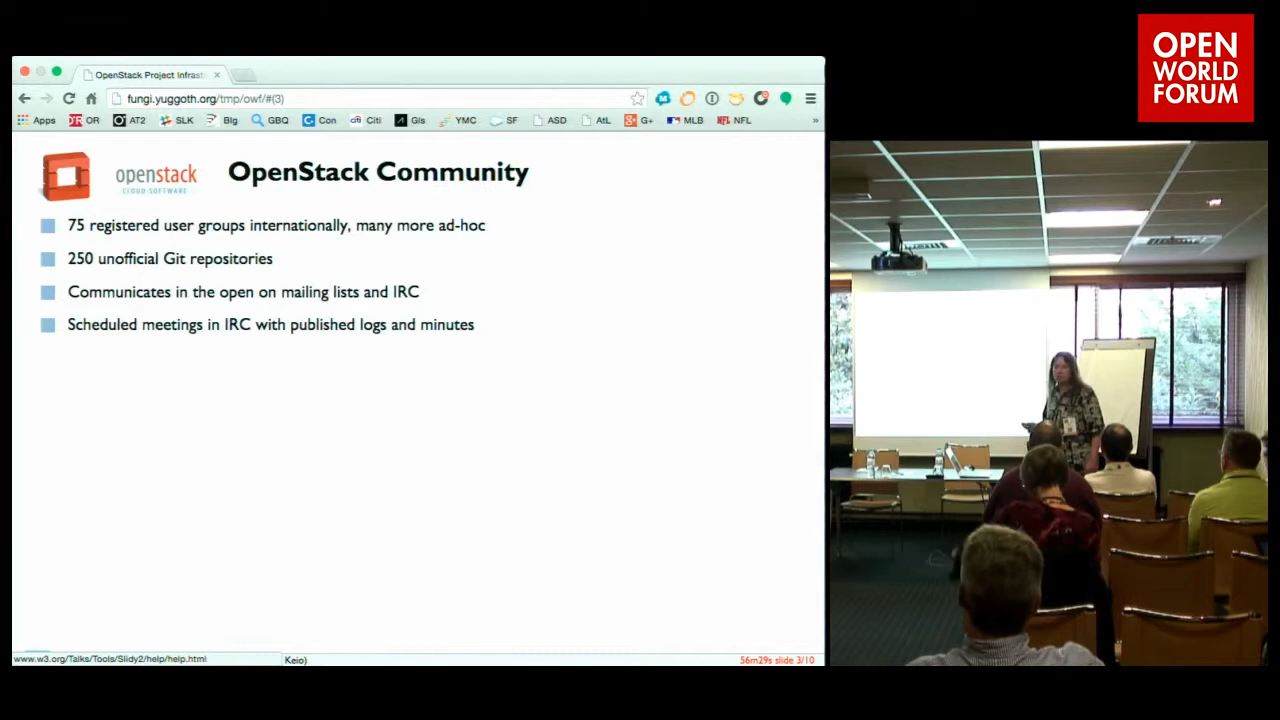 OPEN
WORLD
FORUM
OpenStack Project Infrast
fungi.yuggoth.org/tmp/owf/#(3)
Apps OR AT2 SLK Big GBQ Con Citi Gis YMC SF ASD AtL G+ MLB NFL »
openstack
CLOUD SOFTWARE
OpenStack Community
75 registered user groups internationally, many more ad-hoc
250 unofficial Git repositories
Communicates in the open on mailing lists and IRC
Scheduled meetings in IRC with published logs and minutes
www.w3.org/Talks/Tools/Slidy2/help/help.html
Keio)
56m29s slide 3/10